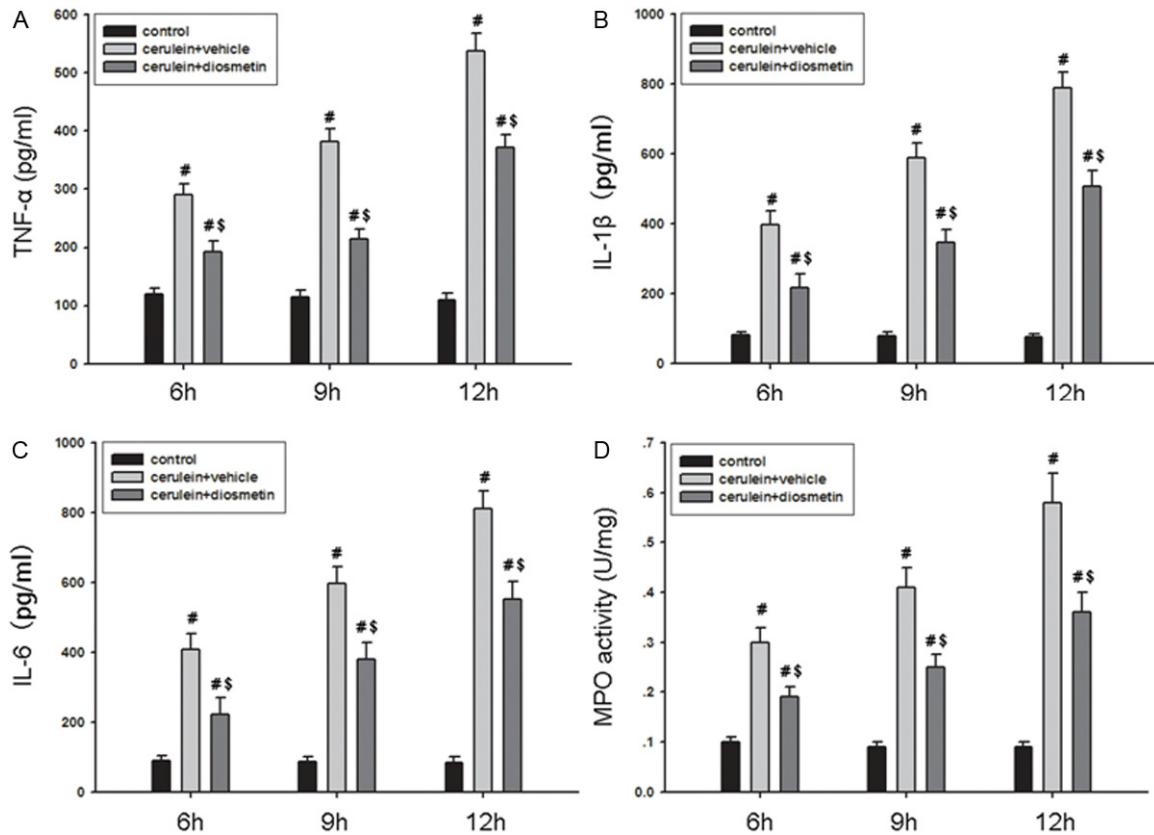 A
TNF-α (pg/ml)
600
500
400
300
200
100
0
control
cerulein+vehicle
cerulein+diosmetin
#
#$
#
#$
#
#$
6h 9h 12h
B
IL-1β (pg/ml)
1000
800
600
400
200
0
control
cerulein+vehicle
cerulein+diosmetin
#
#$
#
#$
#
#$
6h 9h 12h
C
IL-6 (pg/ml)
1000
800
600
400
200
0
control
cerulein+vehicle
cerulein+diosmetin
#
#$
#
#$
#
#$
6h 9h 12h
D
MPO activity (U/mg)
.7
.6
.5
.4
.3
.2
.1
0.0
control
cerulein+vehicle
cerulein+diosmetin
#
#$
#
#$
#
#$
6h 9h 12h